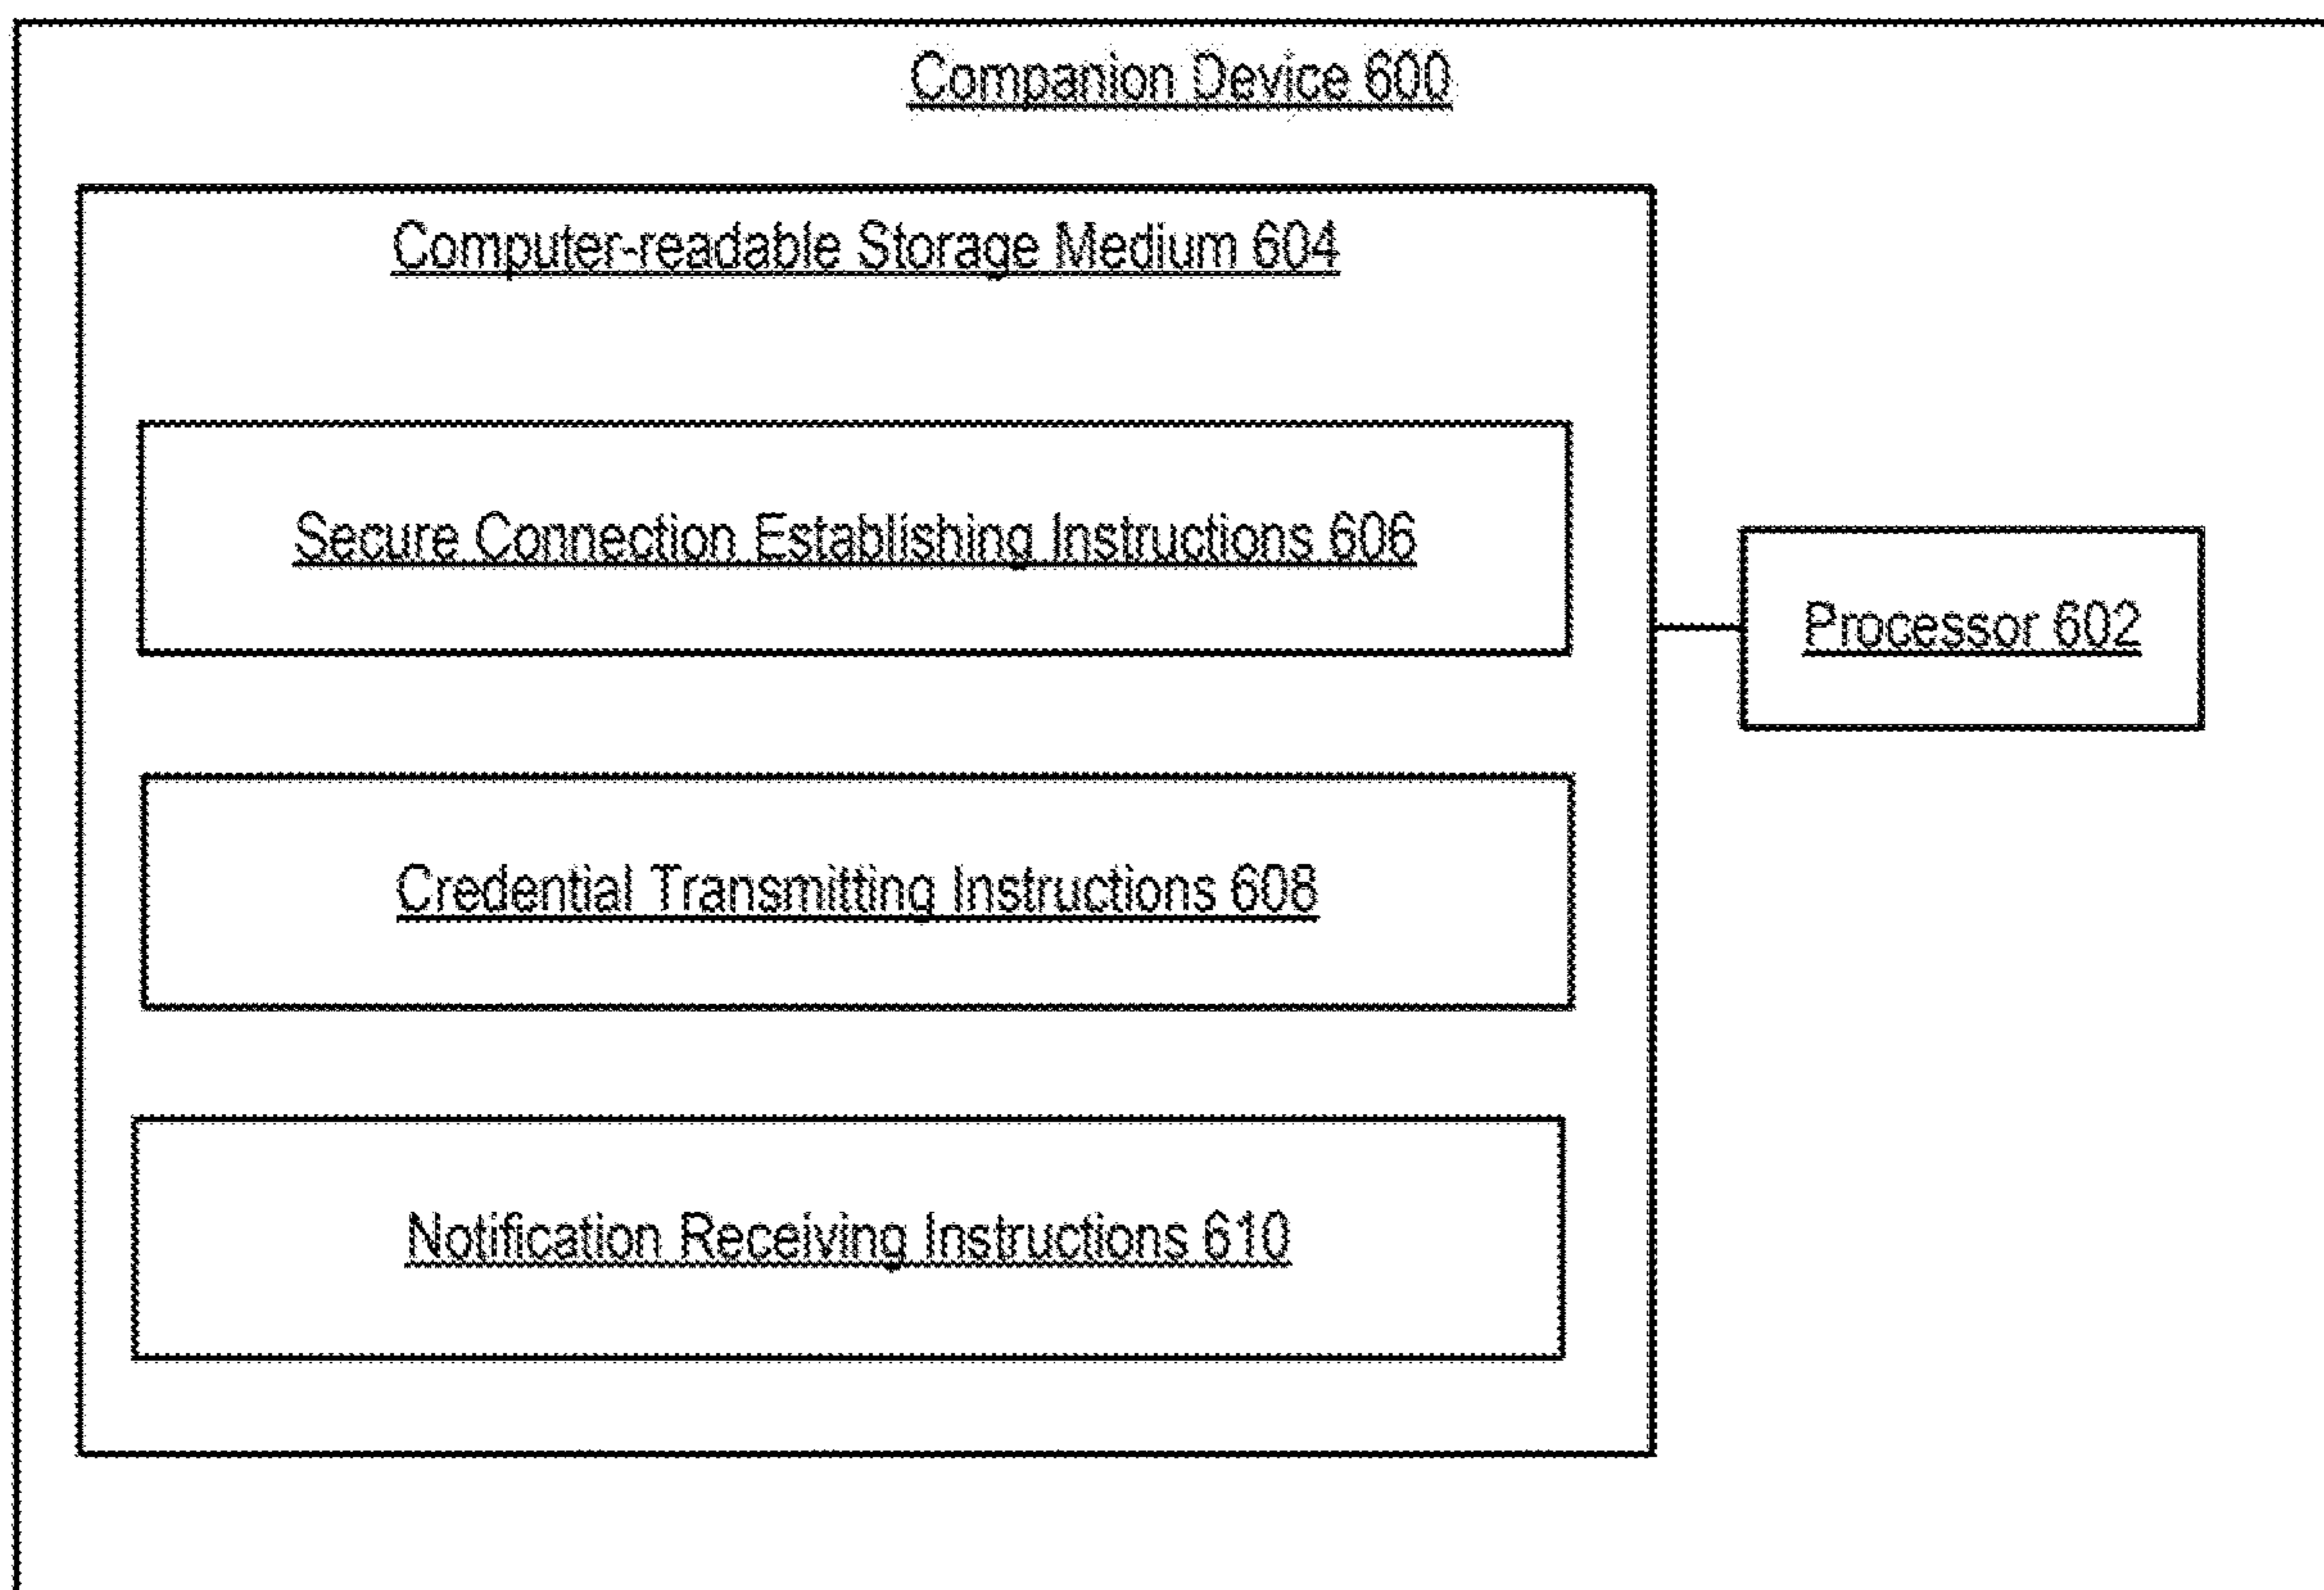 Companion Device 600
Computer-readable Storage Medium 604
Secure Connection Establishing Instructions 606
Processor 602
Credential Transmitting Instructions 608
Notification Receiving Instructions 610